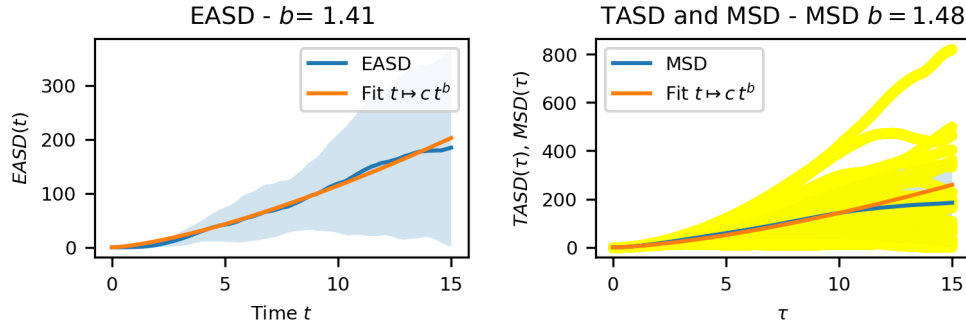 EASD - b= 1.41
EASD(t)
300
200
100
0
EASD
Fit t ↦ c t^b
0 5 10 15
Time t
TASD and MSD - MSD b = 1.48
TASD(τ), MSD(τ)
800
600
400
200
0
MSD
Fit t ↦ c t^b
0 5 10 15
τ